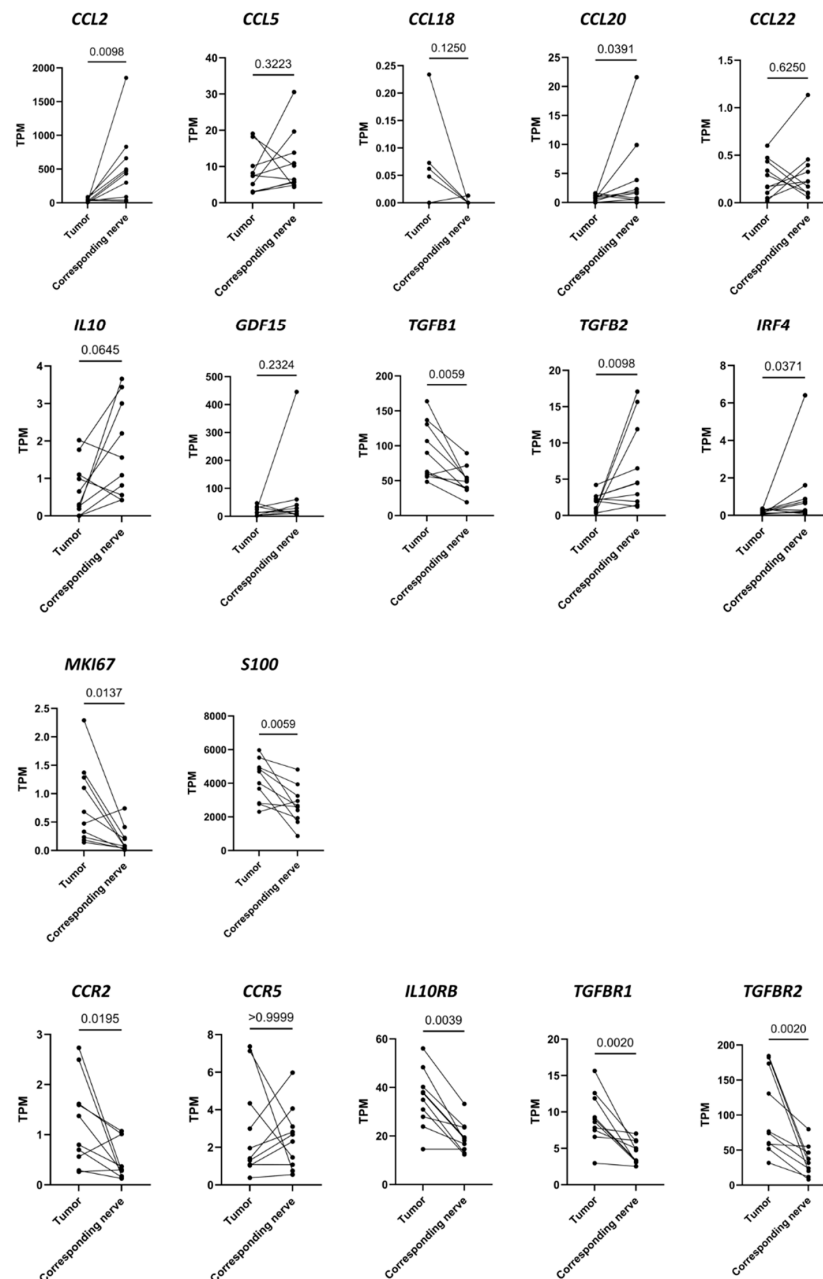 CCL2 CCL5 CCL18 CCL20 CCL22
0.0098 0.3223 0.1250 0.0391 0.6250
TPM TPM TPM TPM TPM
2000 40 0.25 25 1.5
1500 30 0.20 20 1.0
1000 20 0.15 15 0.5
500 10 0.10 10 0.0
0 0 0.05 5
0.00 0
Tumor Corresponding nerve Tumor Corresponding nerve Tumor Corresponding nerve Tumor Corresponding nerve Tumor Corresponding nerve
IL10 GDF15 TGFB1 TGFB2 IRF4
0.0645 0.2324 0.0059 0.0098 0.0371
TPM TPM TPM TPM TPM
4 500 200 20 8
3 400 150 15 6
2 300 100 10 4
1 200 50 5 2
0 100 0 0 0
0
Tumor Corresponding nerve Tumor Corresponding nerve Tumor Corresponding nerve Tumor Corresponding nerve Tumor Corresponding nerve
MKI67 S100
0.0137 0.0059
TPM TPM
2.5 8000
2.0 6000
1.5 4000
1.0 2000
0.5 0
0.0
Tumor Corresponding nerve Tumor Corresponding nerve
CCR2 CCR5 IL10RB TGFBR1 TGFBR2
0.0195 >0.9999 0.0039 0.0020 0.0020
TPM TPM TPM TPM TPM
3 8 60 20 200
2 6 40 15 150
1 4 20 10 100
0 2 0 5 50
0 0 0
Tumor Corresponding nerve Tumor Corresponding nerve Tumor Corresponding nerve Tumor Corresponding nerve Tumor Corresponding nerve